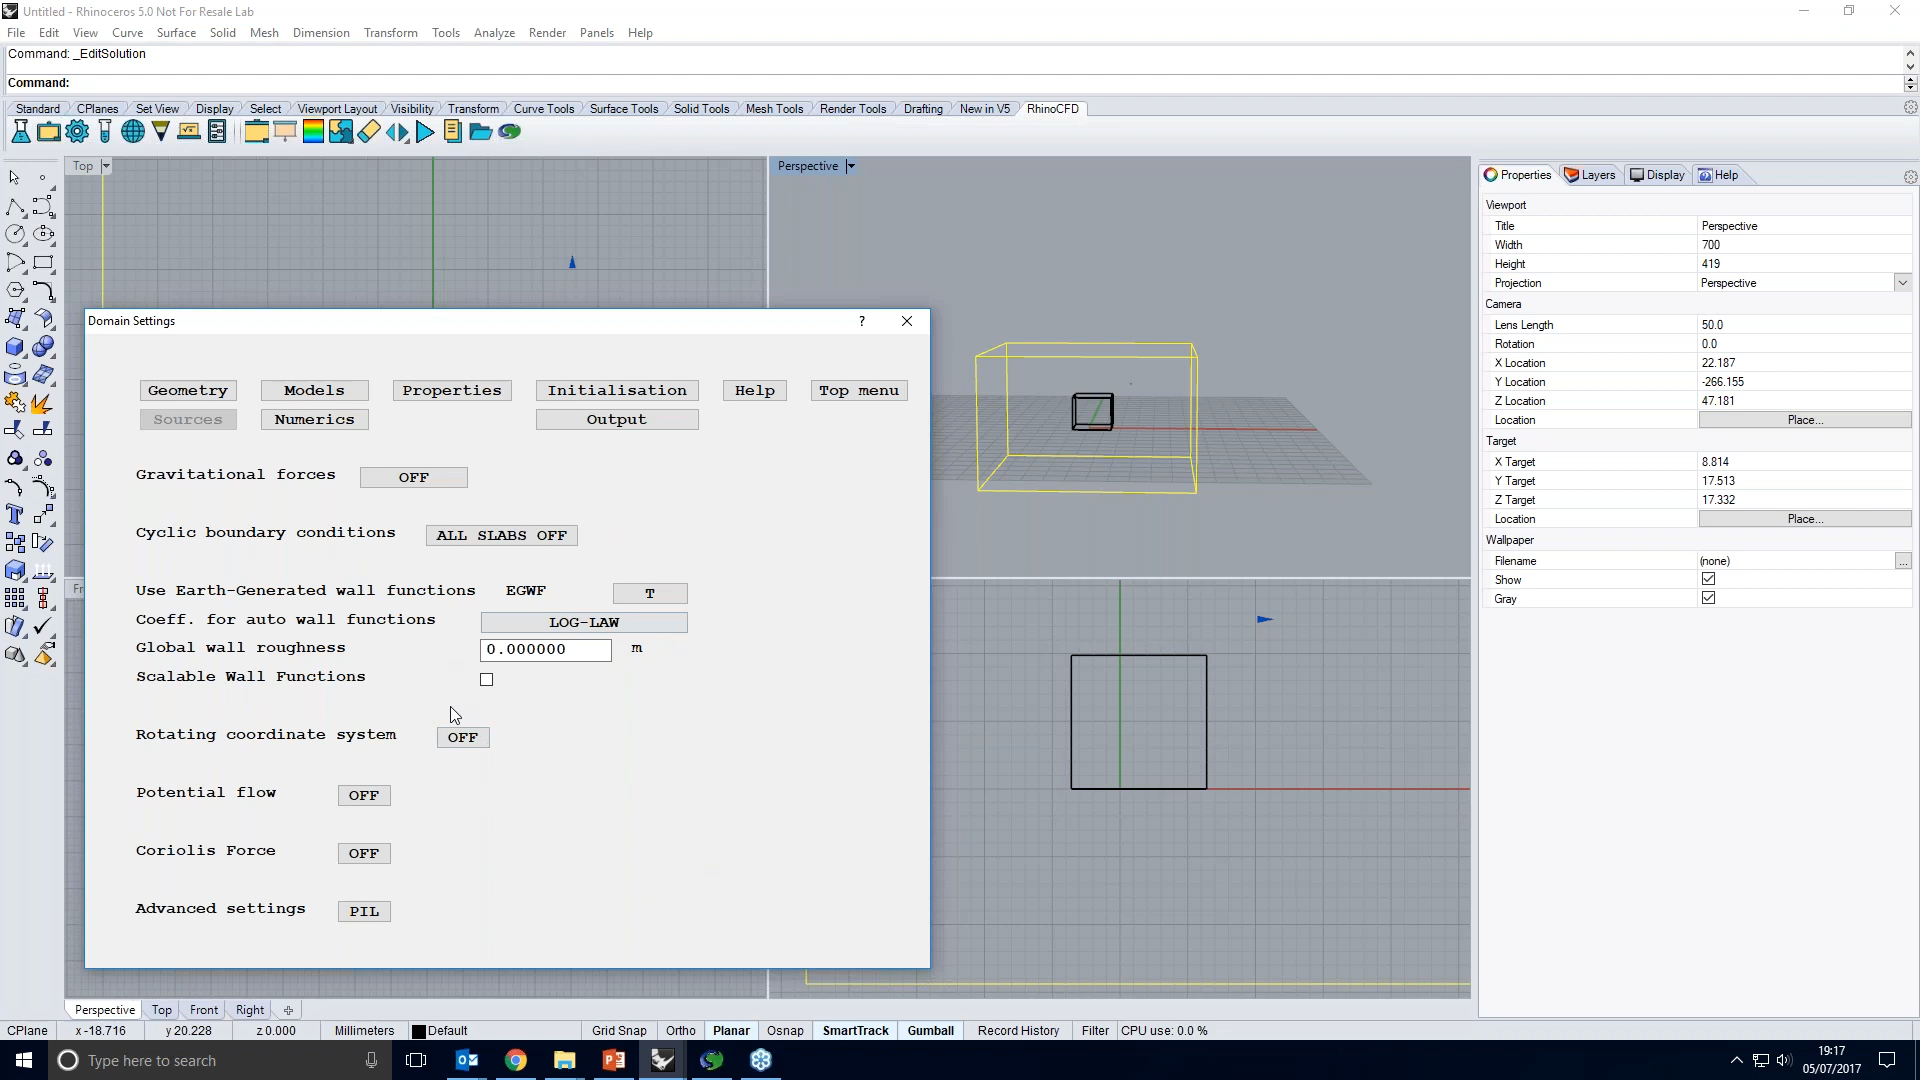 Untitled - Rhinoceros 5.0 Not For Resale Lab
File Edit View Curve Surface Solid Mesh Dimension Transform Tools Analyze Render Panels Help
Command: _EditSolution
Command:
Standard CPlanes Set View Display Select Viewport Layout Visibility Transform Curve Tools Surface Tools Solid Tools Mesh Tools Render Tools Drafting New in V5 RhinoCFD
Top
Perspective
Properties Layers Display Help
Viewport
Title Perspective
Width 700
Height 419
Projection Perspective
Camera
Lens Length 50.0
Rotation 0.0
X Location 22.187
Y Location -266.155
Z Location 47.181
Location Place...
Target
X Target 8.814
Y Target 17.513
Z Target 17.332
Location Place...
Wallpaper
Filename (none) ...
Show
Gray
Domain Settings ?
Geometry Models Properties Initialisation Help Top menu
Sources Numerics Output
Gravitational forces OFF
Cyclic boundary conditions ALL SLABS OFF
Use Earth-Generated wall functions EGWF T
Coeff. for auto wall functions LOG-LAW
Global wall roughness 0.000000 m
Scalable Wall Functions
Rotating coordinate system OFF
Potential flow OFF
Coriolis Force OFF
Advanced settings PIL
Perspective Top Front Right
CPlane x -18.716 y 20.228 z 0.000 Millimeters Default Grid Snap Ortho Planar Osnap SmartTrack Gumball Record History Filter CPU use: 0.0 %
Type here to search
19:17
05/07/2017